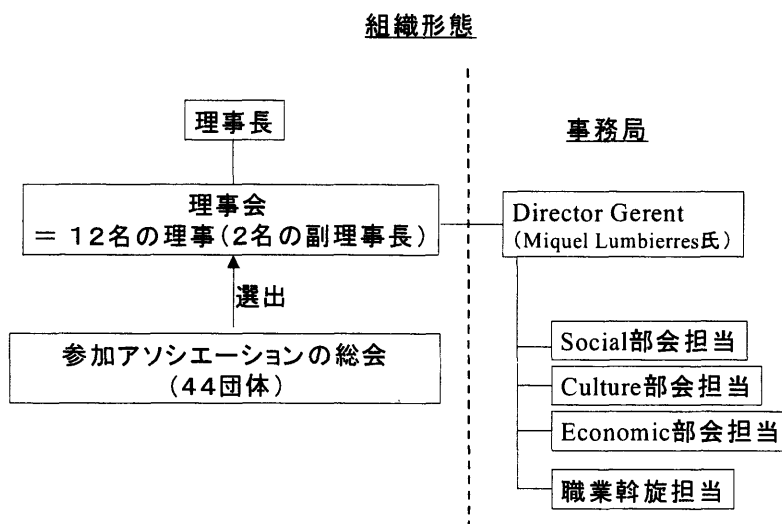 組織形態
理事長
理事会
＝ 12名の理事(2名の副理事長)
選出
参加アソシエーションの総会
(44団体)
事務局
Director Gerent
(Miquel Lumbierres氏)
Social部会担当
Culture部会担当
Economic部会担当
職業斡旋担当